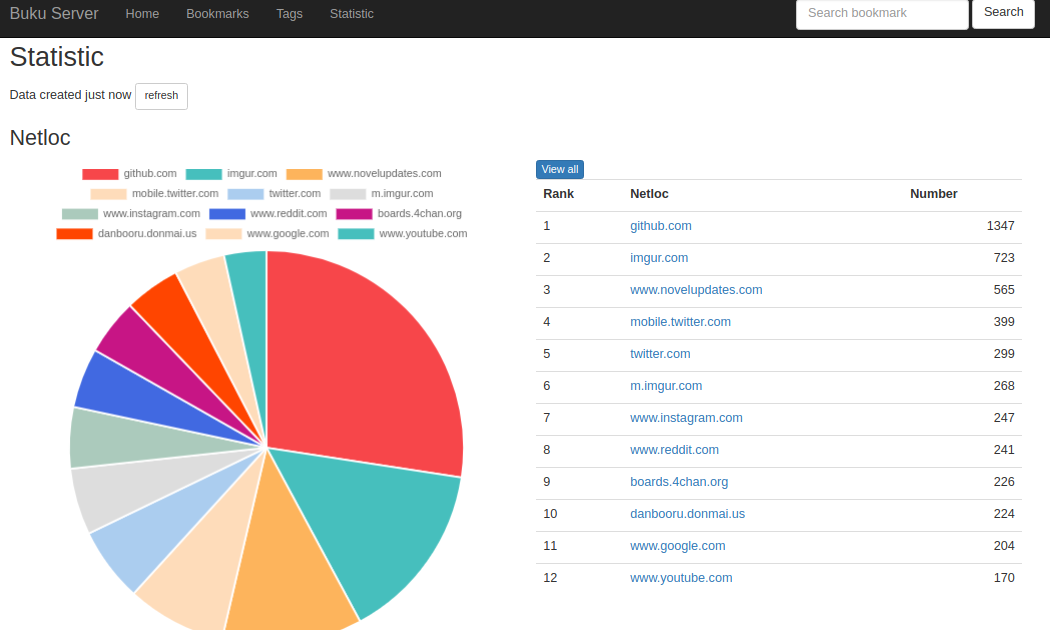 Buku Server Home Bookmarks Tags Statistic Search bookmark Search
Statistic
Data created just now refresh
Netloc
github.com imgur.com www.novelupdates.com
mobile.twitter.com twitter.com m.imgur.com
www.instagram.com www.reddit.com boards.4chan.org
danbooru.donmai.us www.google.com www.youtube.com
View all
Rank Netloc Number
1 github.com 1347
2 imgur.com 723
3 www.novelupdates.com 565
4 mobile.twitter.com 399
5 twitter.com 299
6 m.imgur.com 268
7 www.instagram.com 247
8 www.reddit.com 241
9 boards.4chan.org 226
10 danbooru.donmai.us 224
11 www.google.com 204
12 www.youtube.com 170